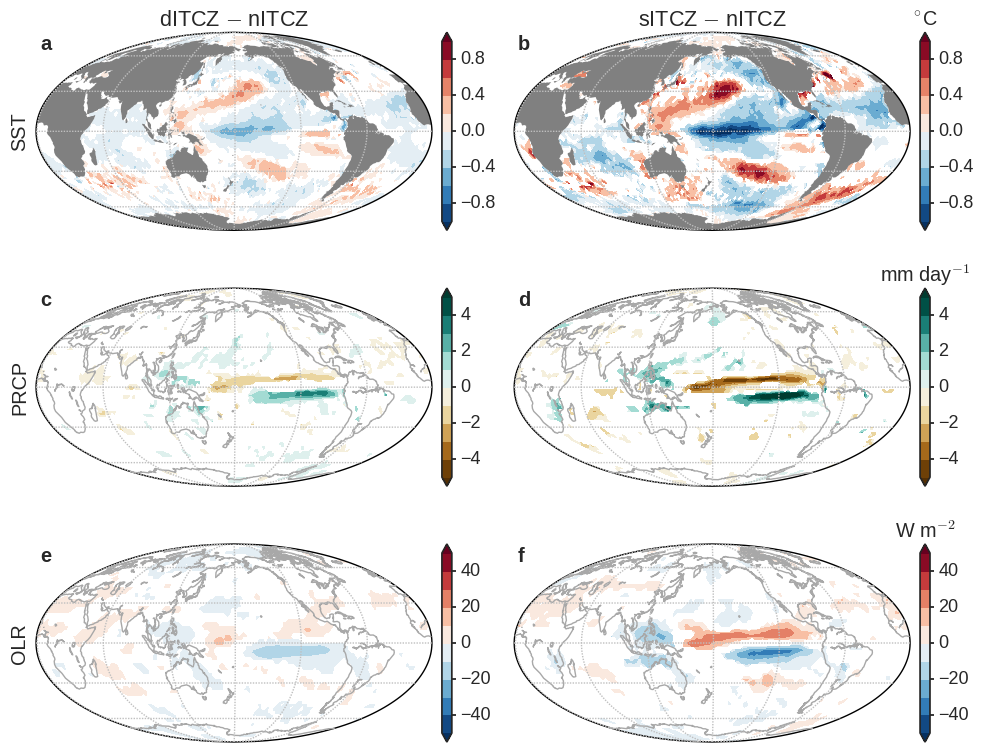 dITCZ − nITCZ
sITCZ − nITCZ
°C
a
b
SST
0.8
0.4
0.0
−0.4
−0.8
0.8
0.4
0.0
−0.4
−0.8
mm day⁻¹
c
d
PRCP
4
2
0
−2
−4
4
2
0
−2
−4
W m⁻²
e
f
OLR
40
20
0
−20
−40
40
20
0
−20
−40